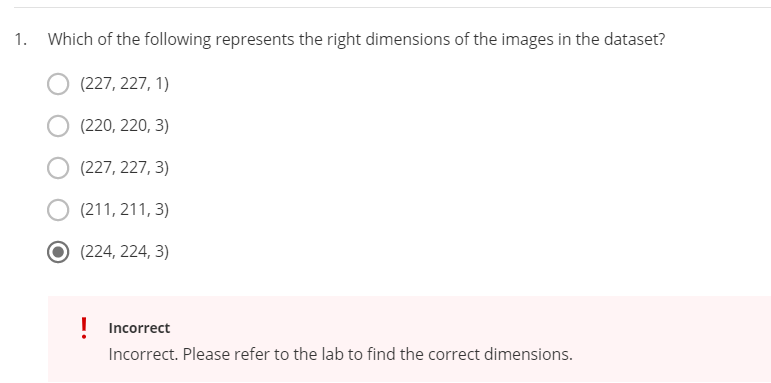 1. Which of the following represents the right dimensions of the images in the dataset?
(227, 227, 1)
(220, 220, 3)
(227, 227, 3)
(211, 211, 3)
(224, 224, 3)
! Incorrect
Incorrect. Please refer to the lab to find the correct dimensions.